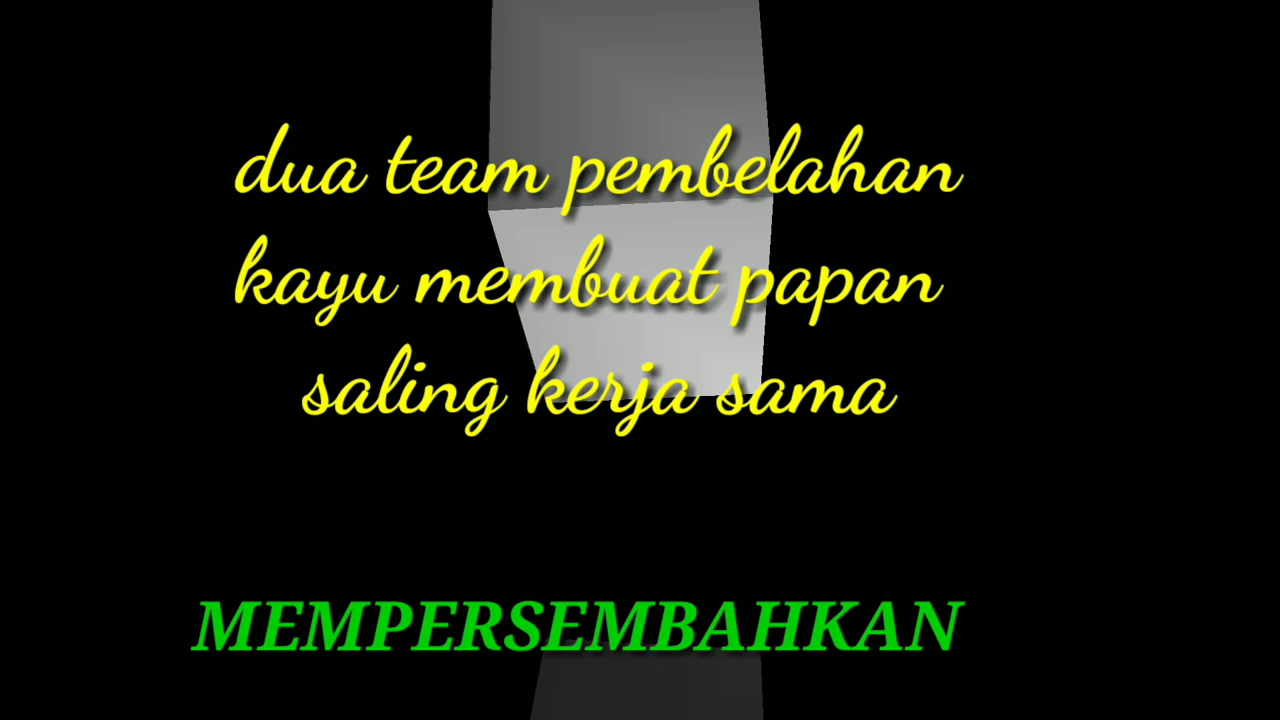 dua team pembelahan
kayu membuat papan
saling kerja sama
MEMPERSEMBAHKAN